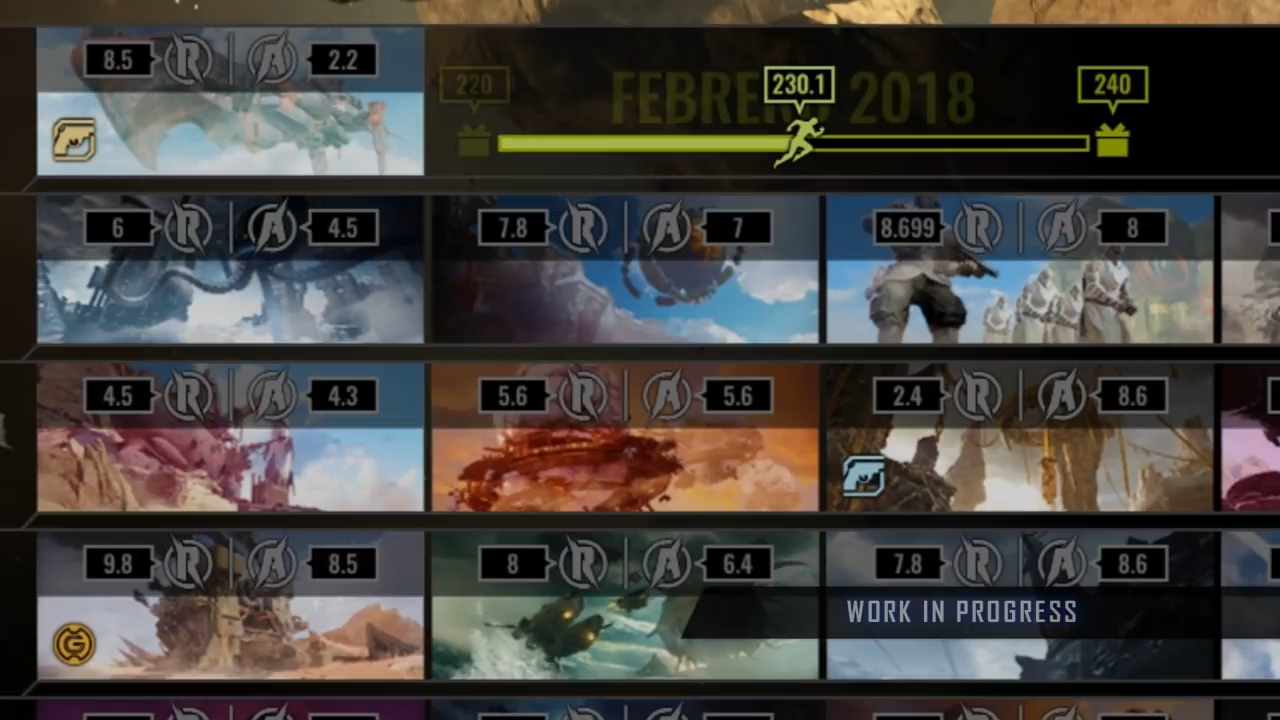 8.5 R A 2.2
220 230.1 240
FEBRERO 2018
6 R A 4.5 7.8 R A 7 8.699 R A 8
4.5 R A 4.3 5.6 R A 5.6 2.4 R A 8.6
9.8 R A 8.5 8 R A 6.4 7.8 R A 8.6
G
WORK IN PROGRESS